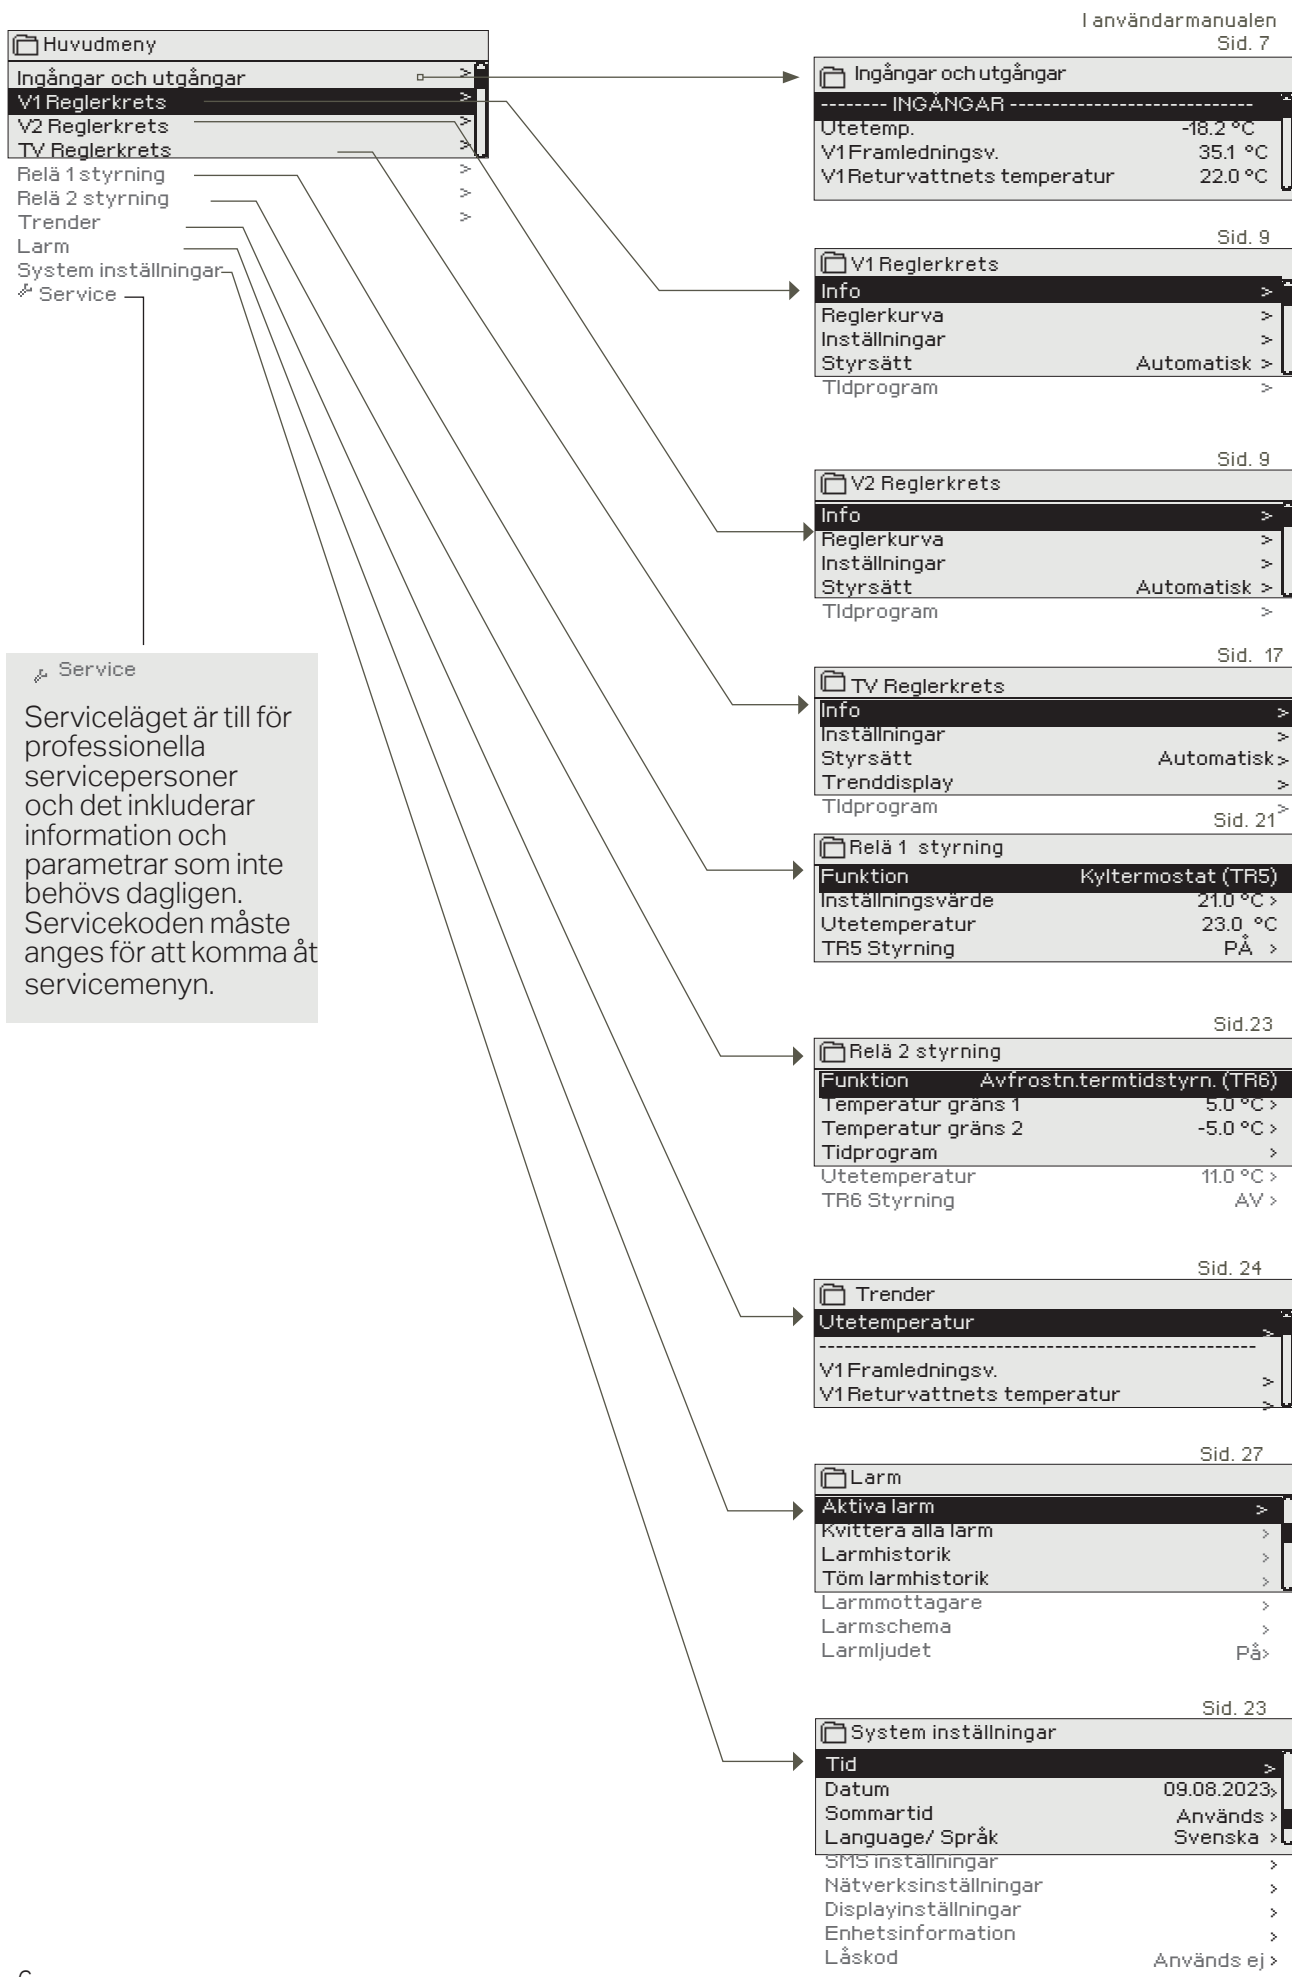 I användarmanualen
Sid. 7
Huvudmeny
Ingångar och utgångar >
V1 Reglerkrets >
V2 Reglerkrets >
TV Reglerkrets >
Relä 1 styrning >
Relä 2 styrning >
Trender >
Larm
System inställningar
Service
Service
Serviceläget är till för
professionella
servicepersoner
och det inkluderar
information och
parametrar som inte
behövs dagligen.
Servicekoden måste
anges för att komma åt
servicemenyn.
Ingångar och utgångar
-------- INGÅNGAR -----------------------------
Utetemp. -18.2 °C
V1 Framledningsv. 35.1 °C
V1 Returvattnets temperatur 22.0 °C
Sid. 9
V1 Reglerkrets
Info >
Reglerkurva >
Inställningar >
Styrsätt Automatisk >
TIdprogram >
Sid. 9
V2 Reglerkrets
Info >
Reglerkurva >
Inställningar >
Styrsätt Automatisk >
TIdprogram >
Sid. 17
TV Reglerkrets
Info >
Inställningar >
Styrsätt Automatisk >
Trenddisplay >
TIdprogram >
Sid. 21
Relä 1 styrning
Funktion Kyltermostat (TR5)
Inställningsvärde 21.0 °C >
Utetemperatur 23.0 °C
TR5 Styrning PÅ >
Sid.23
Relä 2 styrning
Funktion Avfrostn.termtidstyrn. (TR6)
Temperatur gräns 1 5.0 °C >
Temperatur gräns 2 -5.0 °C >
Tidprogram >
Utetemperatur 11.0 °C >
TR6 Styrning AV >
Sid. 24
Trender
Utetemperatur >
----------------------------------------------------
V1 Framledningsv. >
V1 Returvattnets temperatur >
Sid. 27
Larm
Aktiva larm >
Kvittera alla larm >
Larmhistorik >
Töm larmhistorik >
Larmmottagare >
Larmschema >
Larmljudet På>
Sid. 23
System inställningar
Tid >
Datum 09.08.2023>
Sommartid Används >
Language/ Språk Svenska >
SMS inställningar >
Nätverksinställningar >
Displayinställningar >
Enhetsinformation >
Låskod Används ej >